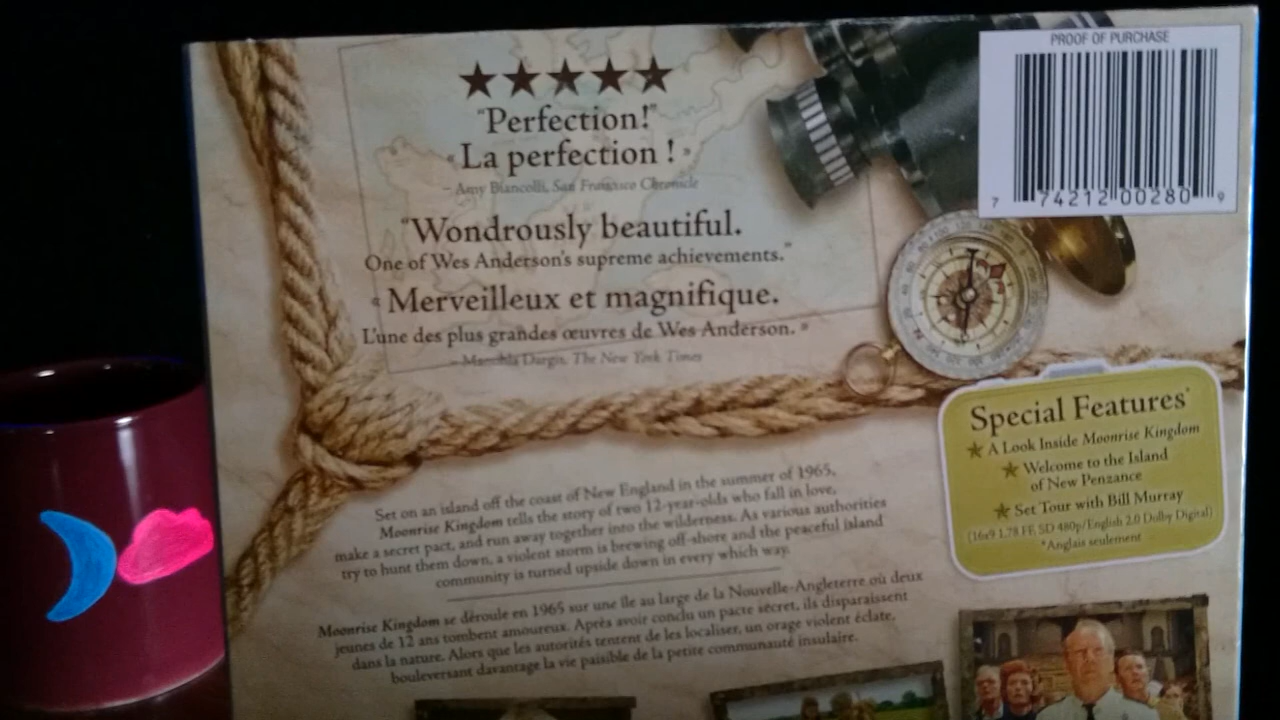 PROOF OF PURCHASE
7 74212 00280 9
"Perfection!"
« La perfection ! »
– Amy Biancolli, San Francisco Chronicle
"Wondrously beautiful.
One of Wes Anderson's supreme achievements."
« Merveilleux et magnifique.
L'une des plus grandes œuvres de Wes Anderson. »
– Manohla Dargis, The New York Times
Special Features*
A Look Inside Moonrise Kingdom
Welcome to the Island
of New Penzance
Set Tour with Bill Murray
(16x9 1.78 FF, SD 480p/English 2.0 Dolby Digital)
*Anglais seulement
Set on an island off the coast of New England in the summer of 1965,
Moonrise Kingdom tells the story of two 12-year-olds who fall in love,
make a secret pact, and run away together into the wilderness. As various authorities
try to hunt them down, a violent storm is brewing off-shore and the peaceful island
community is turned upside down in every which way.
Moonrise Kingdom se déroule en 1965 sur une île au large de la Nouvelle-Angleterre où deux
jeunes de 12 ans tombent amoureux. Après avoir conclu un pacte secret, ils disparaissent
dans la nature. Alors que les autorités tentent de les localiser, un orage violent éclate,
bouleversant davantage la vie paisible de la petite communauté insulaire.